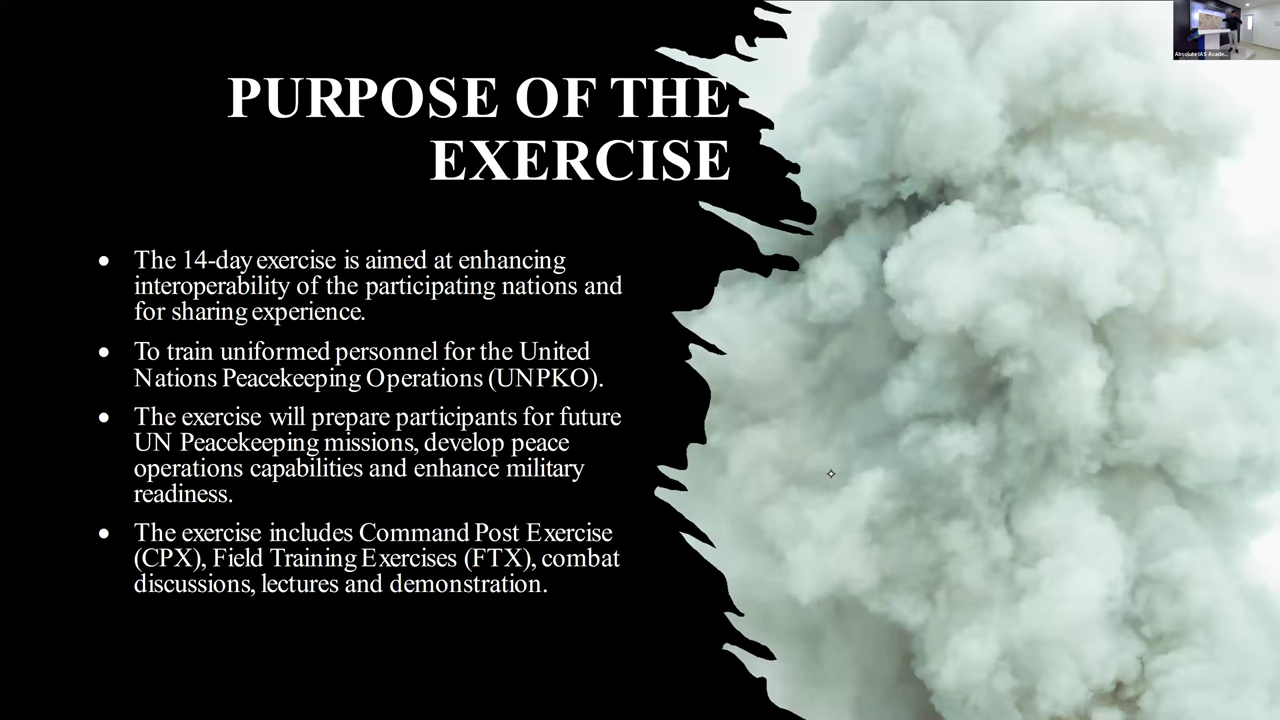 Absolute IAS Acade...
PURPOSE OF THE
EXERCISE
• The 14-day exercise is aimed at enhancing
interoperability of the participating nations and
for sharing experience.
• To train uniformed personnel for the United
Nations Peacekeeping Operations (UNPKO).
• The exercise will prepare participants for future
UN Peacekeeping missions, develop peace
operations capabilities and enhance military
readiness.
• The exercise includes Command Post Exercise
(CPX), Field Training Exercises (FTX), combat
discussions, lectures and demonstration.